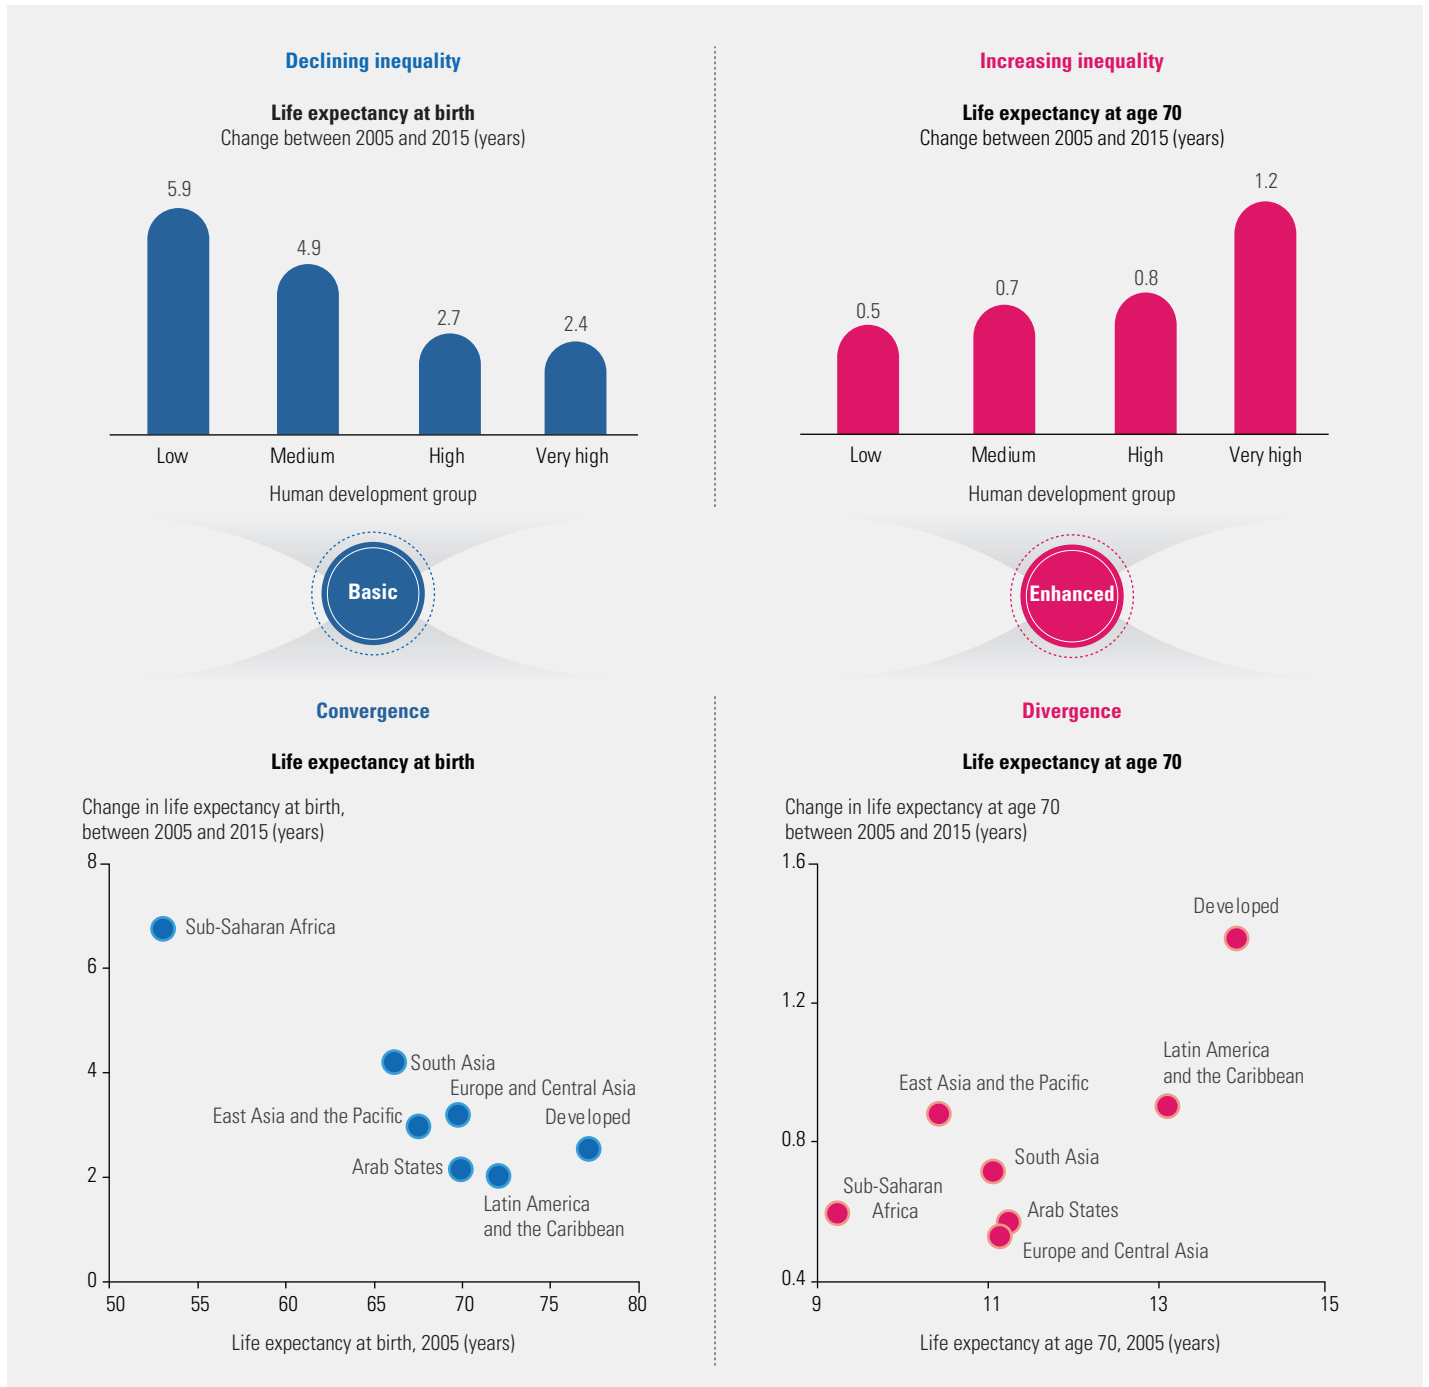 Declining inequality
Life expectancy at birth
Change between 2005 and 2015 (years)
5.9
4.9
2.7
2.4
Low
Medium
High
Very high
Human development group
Increasing inequality
Life expectancy at age 70
Change between 2005 and 2015 (years)
0.5
0.7
0.8
1.2
Low
Medium
High
Very high
Human development group
Basic
Enhanced
Convergence
Life expectancy at birth
Change in life expectancy at birth,
between 2005 and 2015 (years)
8
6
4
2
0
Sub-Saharan Africa
South Asia
Europe and Central Asia
East Asia and the Pacific
Developed
Arab States
Latin America
and the Caribbean
50
55
60
65
70
75
80
Life expectancy at birth, 2005 (years)
Divergence
Life expectancy at age 70
Change in life expectancy at age 70
between 2005 and 2015 (years)
1.6
1.2
0.8
0.4
Developed
Latin America
and the Caribbean
East Asia and the Pacific
South Asia
Sub-Saharan
Africa
Arab States
Europe and Central Asia
9
11
13
15
Life expectancy at age 70, 2005 (years)